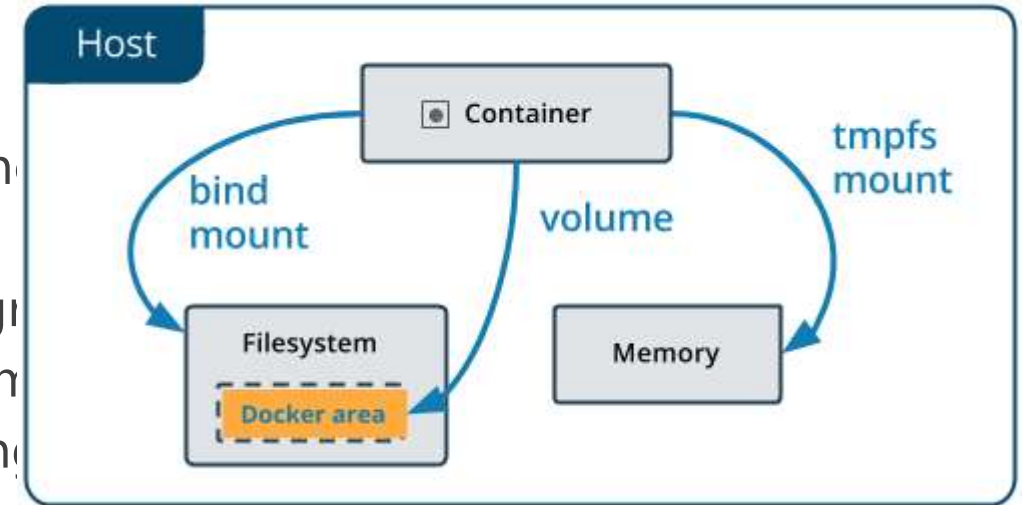 Host
Container
bind
mount
volume
tmpfs
mount
Filesystem
Memory
Docker area